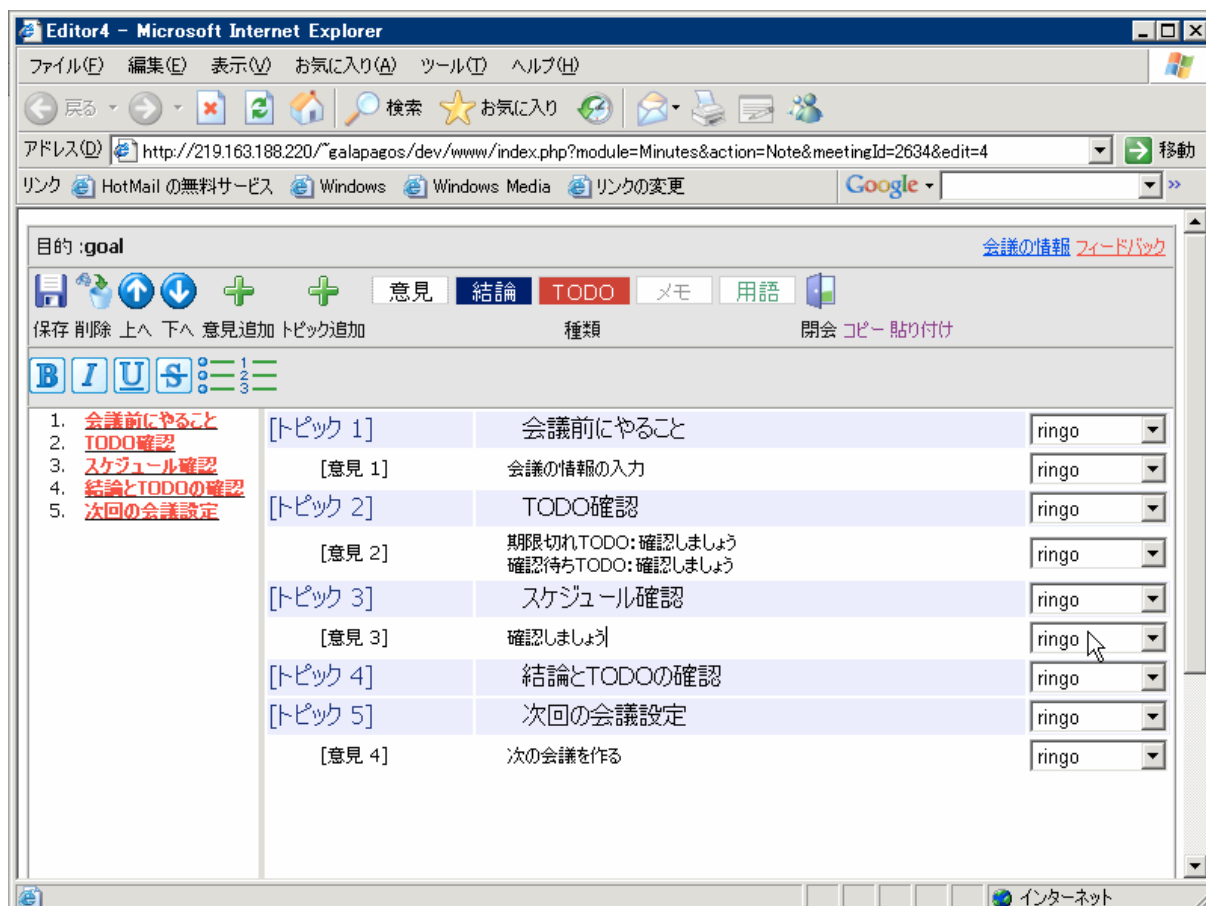 Editor4 - Microsoft Internet Explorer
ファイル(F) 編集(E) 表示(V) お気に入り(A) ツール(T) ヘルプ(H)
戻る 検索 お気に入り
アドレス(D) http://219.163.188.220/~galapagos/dev/www/index.php?module=Minutes&action=Note&meetingId=2634&edit=4 移動
リンク HotMail の無料サービス Windows Windows Media リンクの変更 Google »
目的 :goal 会議の情報 フィードバック
意見 結論 TODO メモ 用語
保存 削除 上へ 下へ 意見追加 トピック追加 種類 閉会 コピー 貼り付け
B I U S 1 2 3
1. 会議前にやること
2. TODO確認
3. スケジュール確認
4. 結論とTODOの確認
5. 次回の会議設定
[トピック 1] 会議前にやること ringo
[意見 1] 会議の情報の入力 ringo
[トピック 2] TODO確認 ringo
[意見 2] 期限切れTODO:確認しましょう ringo
確認待ちTODO:確認しましょう
[トピック 3] スケジュール確認 ringo
[意見 3] 確認しましょう ringo
[トピック 4] 結論とTODOの確認 ringo
[トピック 5] 次回の会議設定 ringo
[意見 4] 次の会議を作る ringo
インターネット